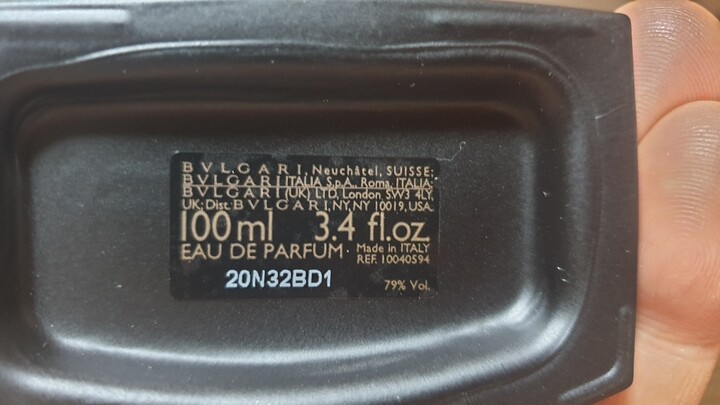 BVLGARI, Neuchâtel, SUISSE;
BVLGARI ITALIA S.p.A., Roma, ITALIA;
BVLGARI (UK) LTD, London SW3 4LY,
UK; Dist. BVLGARI, NY, NY 10019, USA
100 ml 3.4 fl.oz
EAU DE PARFUM · Made in ITALY
REF. 10040594
20N32BD1
79% Vol.